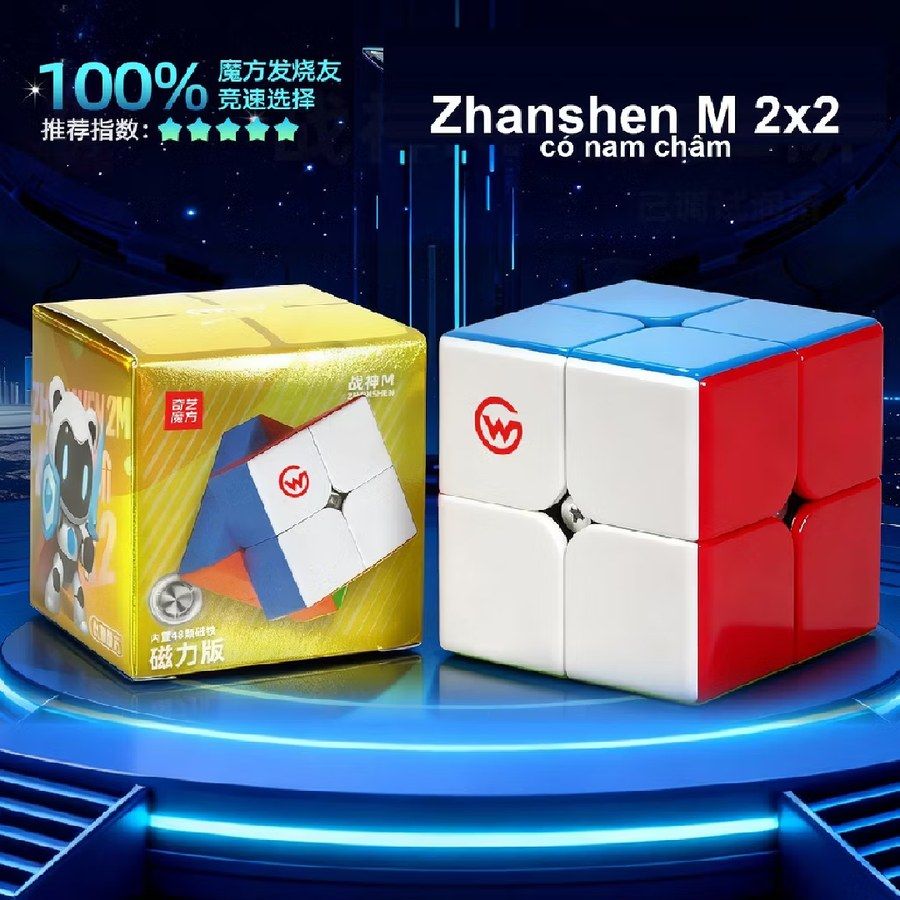 100%
魔方发烧友
竞速选择
推荐指数：
Zhanshen M 2x2
có nam châm
奇艺
魔方
战神M
ZHANSHEN
内置48颗磁铁
磁力版
W
W